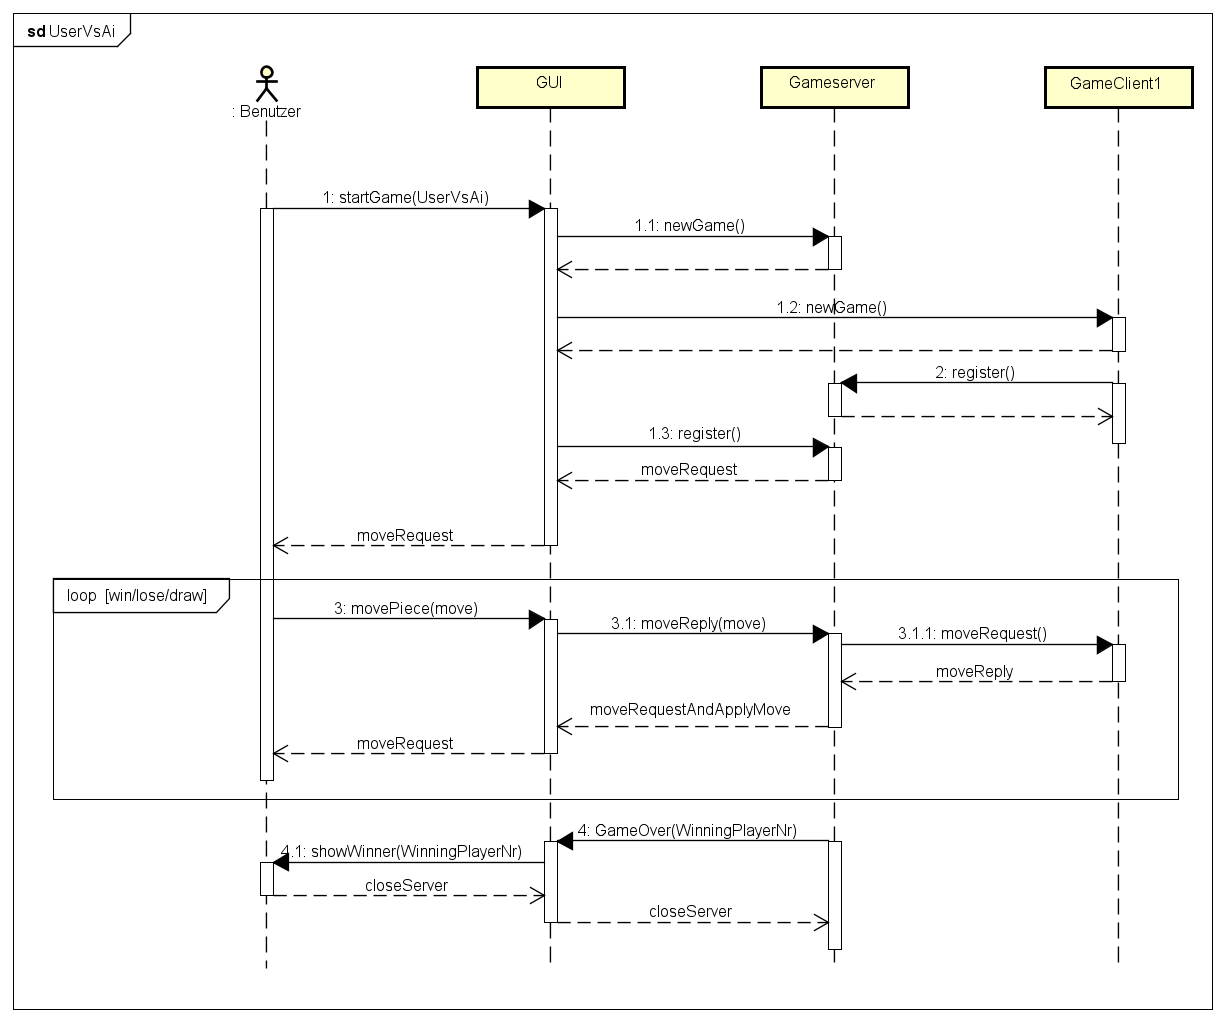 sd UserVsAi
: Benutzer
GUI
Gameserver
GameClient1
1: startGame(UserVsAi)
1.1: newGame()
1.2: newGame()
2: register()
1.3: register()
moveRequest
moveRequest
loop [win/lose/draw]
3: movePiece(move)
3.1: moveReply(move)
3.1.1: moveRequest()
moveReply
moveRequestAndApplyMove
moveRequest
4: GameOver(WinningPlayerNr)
4.1: showWinner(WinningPlayerNr)
closeServer
closeServer